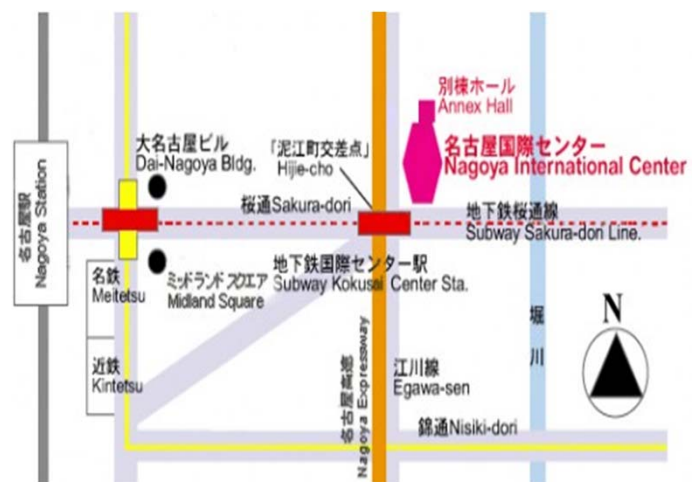 別棟ホール
Annex Hall
名古屋国際センター
Nagoya International Center
大名古屋ビル
Dai-Nagoya Bldg.
「泥江町交差点」
Hijie-cho
名古屋駅
Nagoya Station
桜通Sakura-dori
地下鉄桜通線
Subway Sakura-dori Line.
名鉄
Meitetsu
ミッドランド スクエア
Midland Square
地下鉄国際センター駅
Subway Kokusai Center Sta.
N
堀川
近鉄
Kintetsu
名古屋高速
Nagoya Expressway
江川線
Egawa-sen
錦通Nisiki-dori